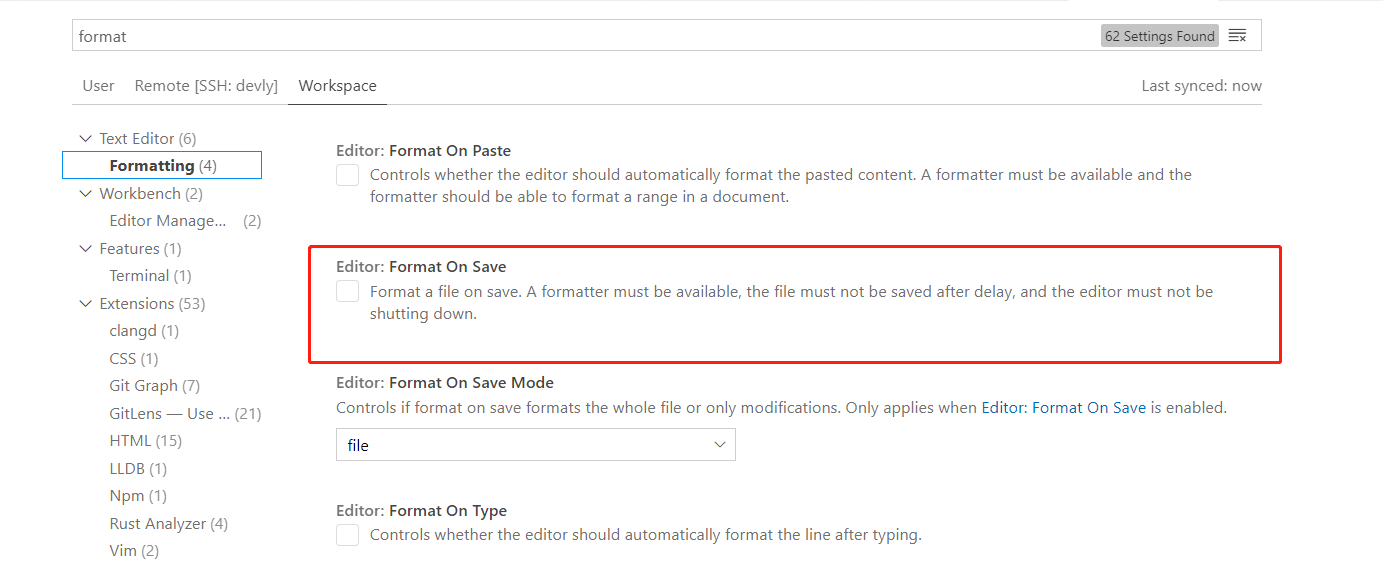 format
62 Settings Found
User
Remote [SSH: devly]
Workspace
Last synced: now
Text Editor (6)
Formatting (4)
Workbench (2)
Editor Manage... (2)
Features (1)
Terminal (1)
Extensions (53)
clangd (1)
CSS (1)
Git Graph (7)
GitLens — Use ... (21)
HTML (15)
LLDB (1)
Npm (1)
Rust Analyzer (4)
Vim (2)
Editor: Format On Paste
Controls whether the editor should automatically format the pasted content. A formatter must be available and the
formatter should be able to format a range in a document.
Editor: Format On Save
Format a file on save. A formatter must be available, the file must not be saved after delay, and the editor must not be
shutting down.
Editor: Format On Save Mode
Controls if format on save formats the whole file or only modifications. Only applies when Editor: Format On Save is enabled.
file
Editor: Format On Type
Controls whether the editor should automatically format the line after typing.